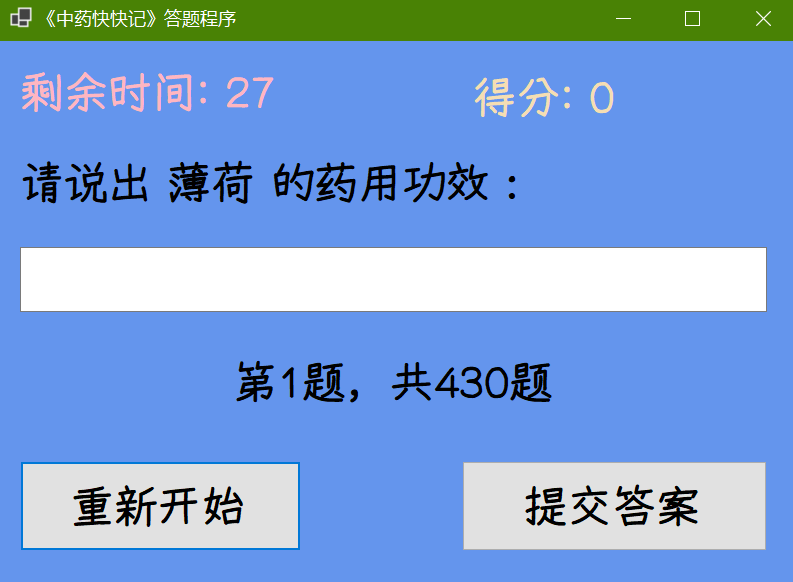 《中药快快记》答题程序
剩余时间: 27 得分: 0
请说出 薄荷 的药用功效：
第1题，共430题
重新开始 提交答案